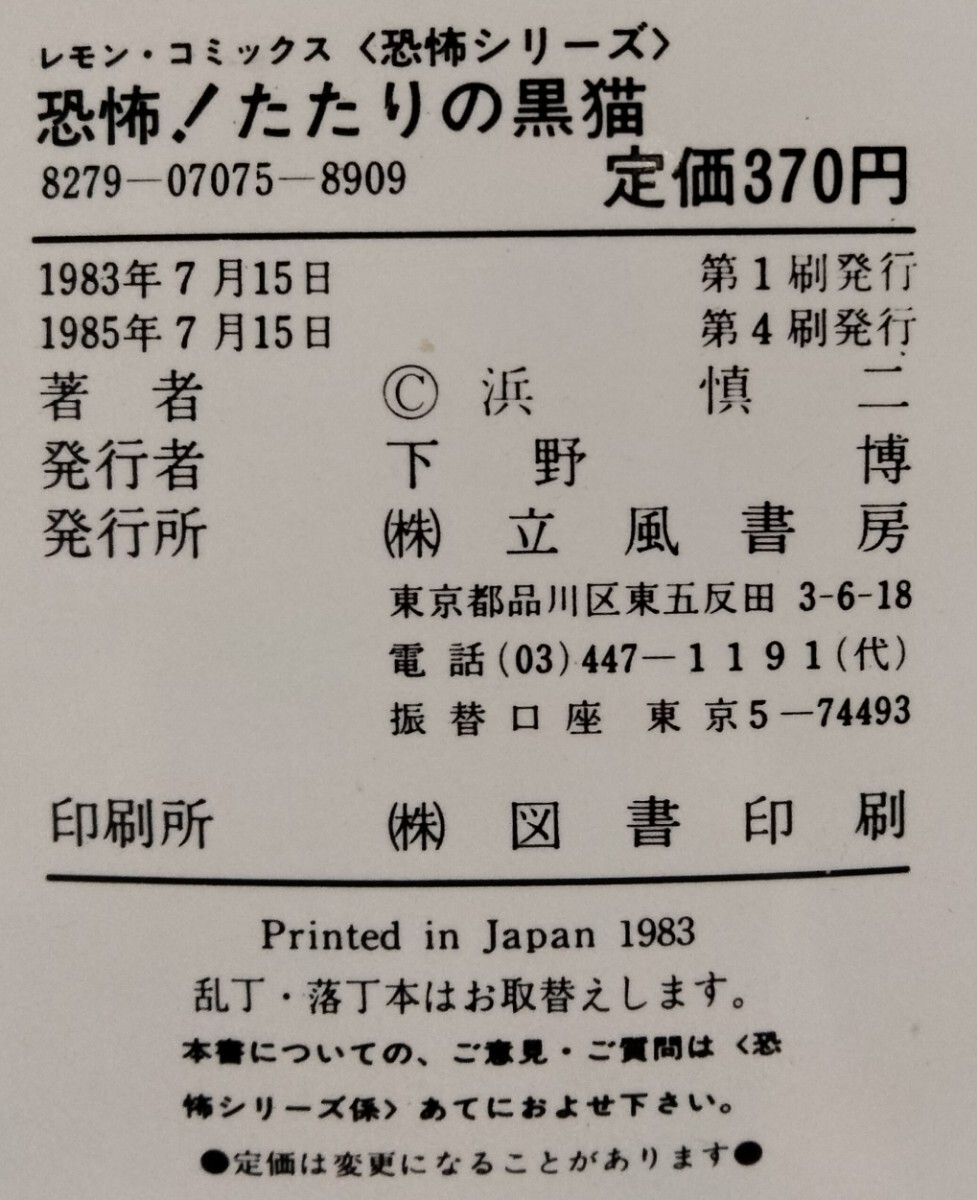 レモン・コミックス〈恐怖シリーズ〉
恐怖！たたりの黒猫
8279—07075—8909 定価370円
1983年7月15日 第1刷発行
1985年7月15日 第4刷発行
著者 Ⓒ浜慎二
発行者 下野博
発行所 ㈱立風書房
東京都品川区東五反田 3-6-18
電話(03)447—1191(代)
振替口座 東京5—74493
印刷所 ㈱図書印刷
Printed in Japan 1983
乱丁・落丁本はお取替えします。
本書についての、ご意見・ご質問は〈恐
怖シリーズ係〉あてにおよせ下さい。
●定価は変更になることがあります●